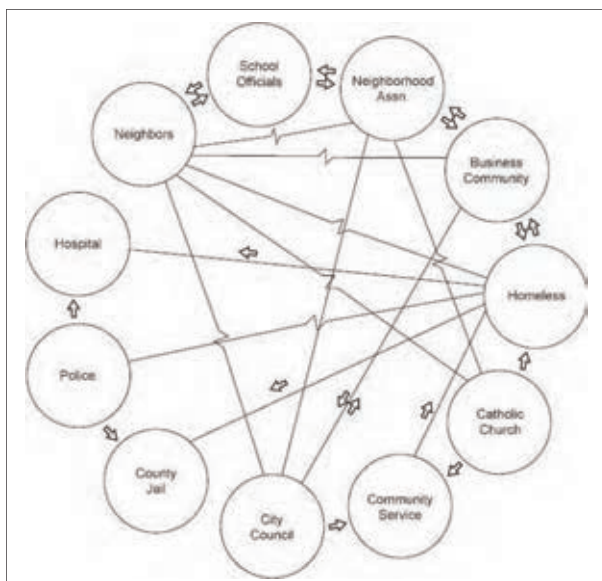 School
Officials
Neighborhood
Assn.
Neighbors
Business
Community
Hospital
Homeless
Police
Catholic
Church
County
Jail
City
Council
Community
Service